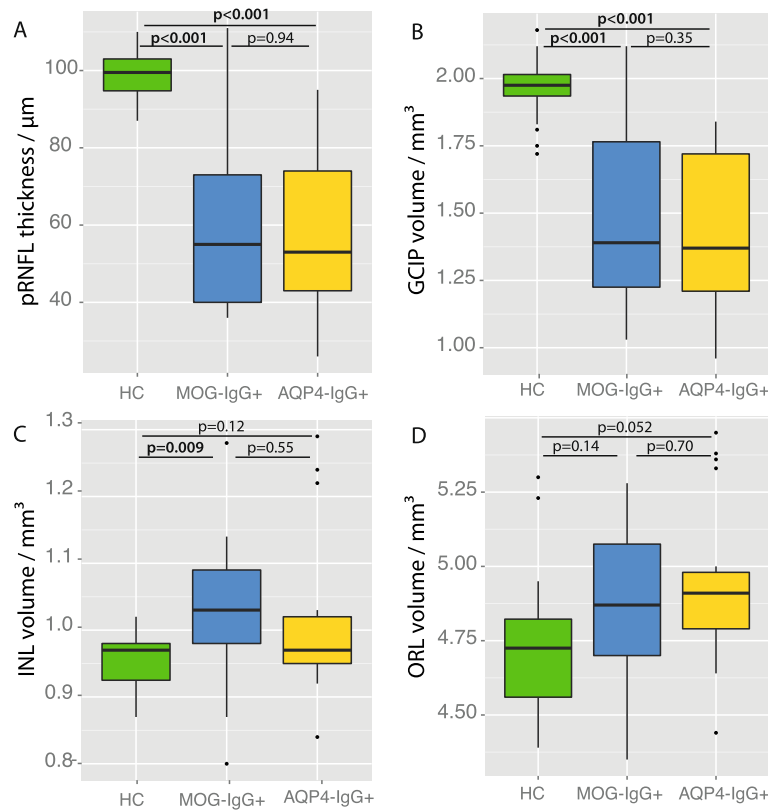 A
p<0.001
p<0.001
p=0.94
pRNFL thickness / µm
100
80
60
40
HC
MOG-IgG+
AQP4-IgG+
B
p<0.001
p<0.001
p=0.35
GCIP volume / mm³
2.00
1.75
1.50
1.25
1.00
HC
MOG-IgG+
AQP4-IgG+
C
p=0.12
p=0.009
p=0.55
INL volume / mm³
1.3
1.2
1.1
1.0
0.9
0.8
HC
MOG-IgG+
AQP4-IgG+
D
p=0.052
p=0.14
p=0.70
ORL volume / mm³
5.25
5.00
4.75
4.50
HC
MOG-IgG+
AQP4-IgG+